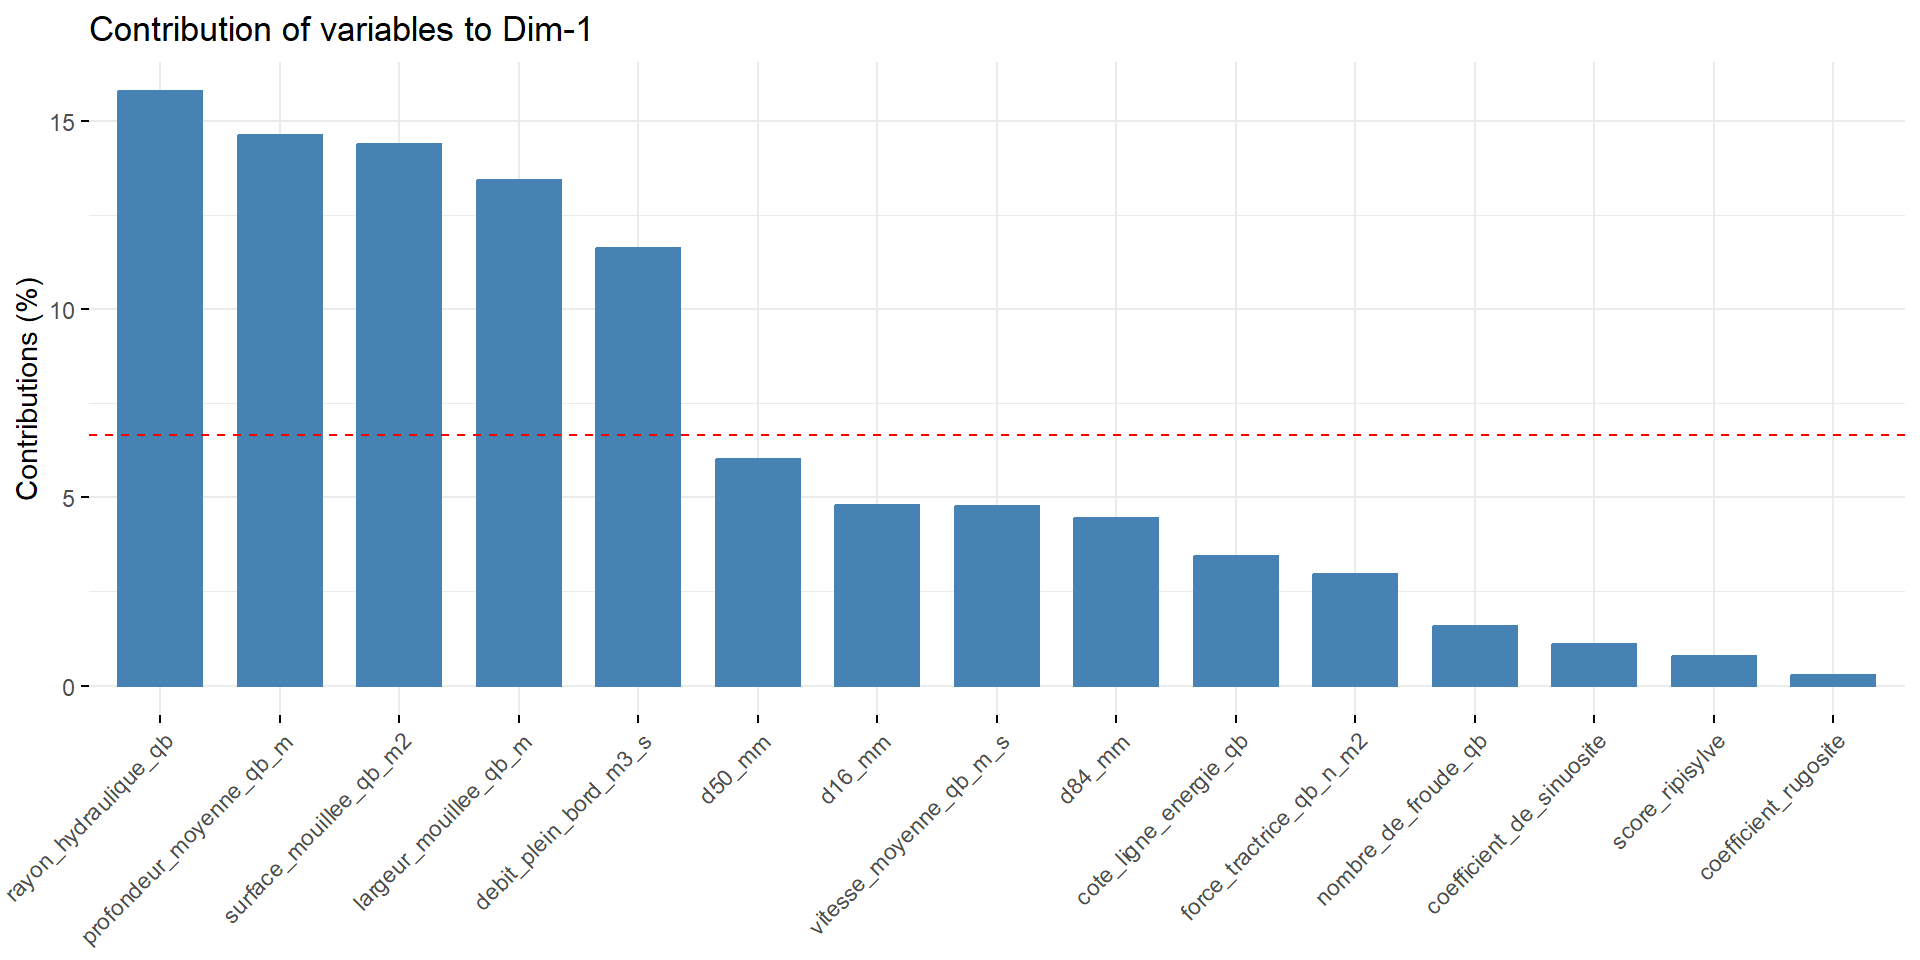 Contribution of variables to Dim-1
Contributions (%)
15
10
5
0
rayon_hydraulique_qb
profondeur_moyenne_qb_m
surface_mouillee_qb_m2
largeur_mouillee_qb_m
debit_plein_bord_m3_s
d50_mm
d16_mm
vitesse_moyenne_qb_m_s
d84_mm
cote_ligne_energie_qb
force_tractrice_qb_n_m2
nombre_de_froude_qb
coefficient_de_sinuosite
score_ripisylve
coefficient_rugosite